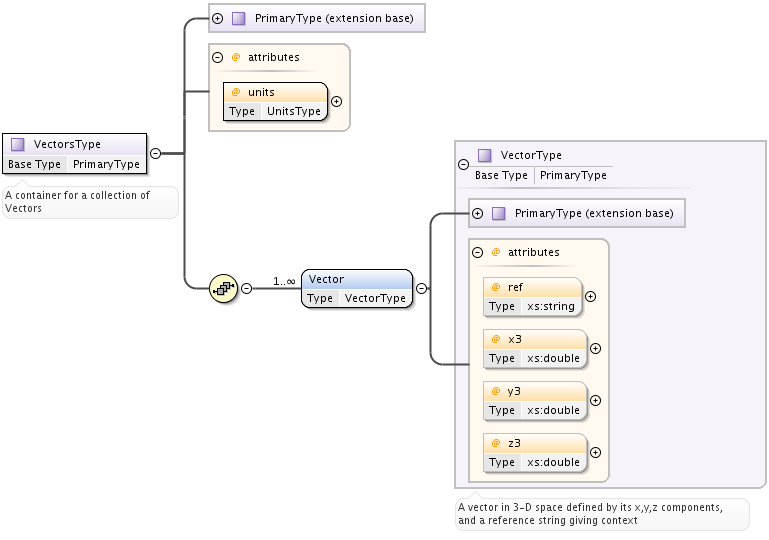 PrimaryType (extension base)
@ attributes
@ units
Type UnitsType
VectorsType
Base Type PrimaryType
A container for a collection of
Vectors
1..∞
Vector
Type VectorType
VectorType
Base Type PrimaryType
PrimaryType (extension base)
@ attributes
@ ref
Type xs:string
@ x3
Type xs:double
@ y3
Type xs:double
@ z3
Type xs:double
A vector in 3-D space defined by its x,y,z components,
and a reference string giving context